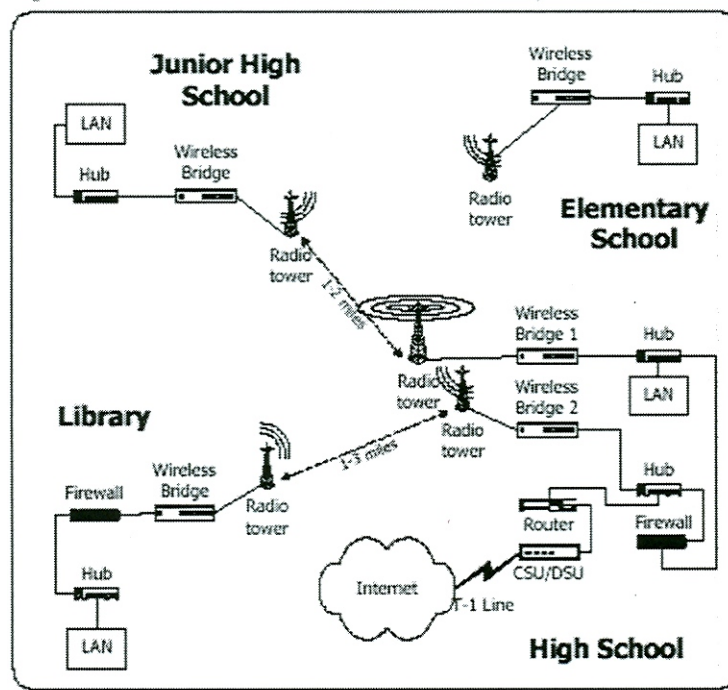 Junior High
School
LAN
Hub
Wireless
Bridge
Radio
tower
Wireless
Bridge
Hub
LAN
Radio
tower
Elementary
School
1-2 miles
Radio
tower
Wireless
Bridge 1
Hub
LAN
Radio
tower
Wireless
Bridge 2
Library
1-3 miles
Radio
tower
Firewall
Wireless
Bridge
Hub
LAN
Hub
Router
Firewall
CSU/DSU
Internet
T-1 Line
High School